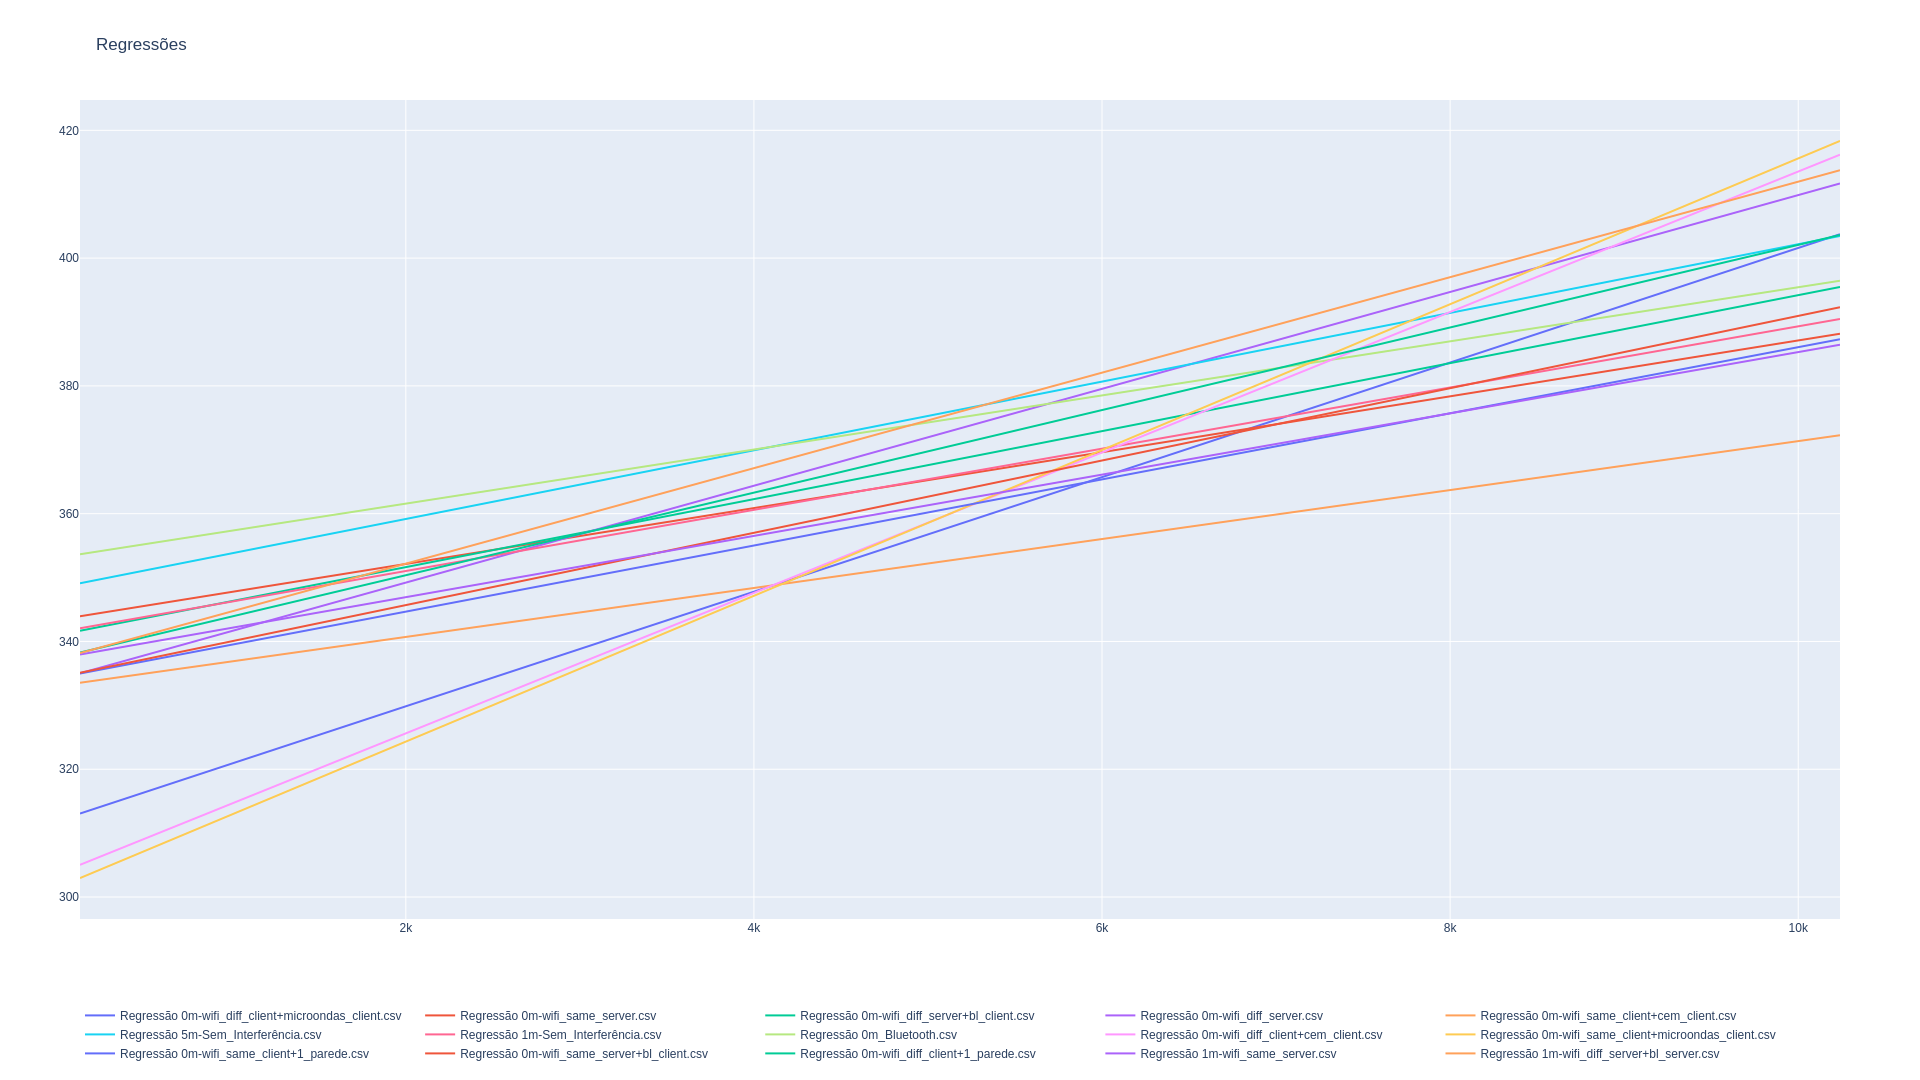 Regressões
420
400
380
360
340
320
300
2k 4k 6k 8k 10k
Regressão 0m-wifi_diff_client+microondas_client.csv Regressão 0m-wifi_same_server.csv Regressão 0m-wifi_diff_server+bl_client.csv Regressão 0m-wifi_diff_server.csv Regressão 0m-wifi_same_client+cem_client.csv
Regressão 5m-Sem_Interferência.csv Regressão 1m-Sem_Interferência.csv Regressão 0m_Bluetooth.csv Regressão 0m-wifi_diff_client+cem_client.csv Regressão 0m-wifi_same_client+microondas_client.csv
Regressão 0m-wifi_same_client+1_parede.csv Regressão 0m-wifi_same_server+bl_client.csv Regressão 0m-wifi_diff_client+1_parede.csv Regressão 1m-wifi_same_server.csv Regressão 1m-wifi_diff_server+bl_server.csv